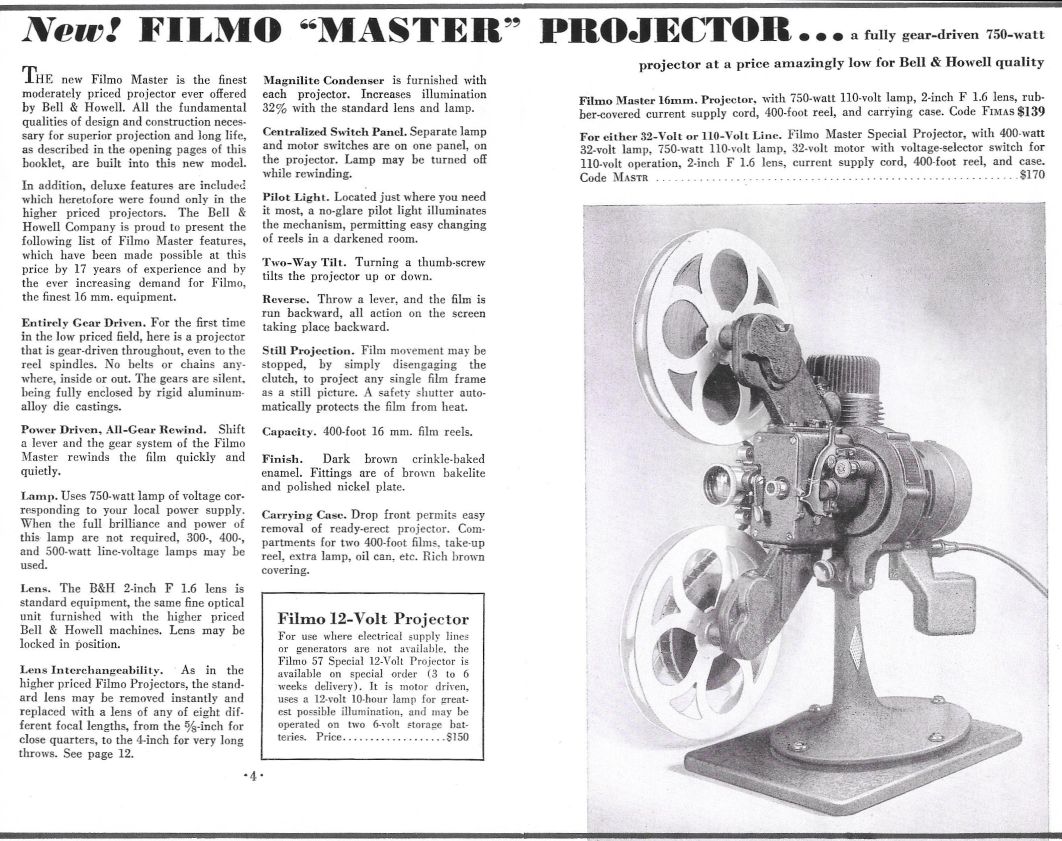 New! FILMO “MASTER” PROJECTOR... a fully gear-driven 750-watt
projector at a price amazingly low for Bell & Howell quality
THE new Filmo Master is the finest
moderately priced projector ever offered
by Bell & Howell. All the fundamental
qualities of design and construction neces-
sary for superior projection and long life,
as described in the opening pages of this
booklet, are built into this new model.
In addition, deluxe features are included
which heretofore were found only in the
higher priced projectors. The Bell &
Howell Company is proud to present the
following list of Filmo Master features,
which have been made possible at this
price by 17 years of experience and by
the ever increasing demand for Filmo,
the finest 16 mm. equipment.
Entirely Gear Driven. For the first time
in the low priced field, here is a projector
that is gear-driven throughout, even to the
reel spindles. No belts or chains any-
where, inside or out. The gears are silent,
being fully enclosed by rigid aluminum-
alloy die castings.
Power Driven, All-Gear Rewind. Shift
a lever and the gear system of the Filmo
Master rewinds the film quickly and
quietly.
Lamp. Uses 750-watt lamp of voltage cor-
responding to your local power supply.
When the full brilliance and power of
this lamp are not required, 300-, 400-,
and 500-watt line-voltage lamps may be
used.
Lens. The B&H 2-inch F 1.6 lens is
standard equipment, the same fine optical
unit furnished with the higher priced
Bell & Howell machines. Lens may be
locked in position.
Lens Interchangeability. As in the
higher priced Filmo Projectors, the stand-
ard lens may be removed instantly and
replaced with a lens of any of eight dif-
ferent focal lengths, from the ⅝-inch for
close quarters, to the 4-inch for very long
throws. See page 12.
Magnilite Condenser is furnished with
each projector. Increases illumination
32% with the standard lens and lamp.
Centralized Switch Panel. Separate lamp
and motor switches are on one panel, on
the projector. Lamp may be turned off
while rewinding.
Pilot Light. Located just where you need
it most, a no-glare pilot light illuminates
the mechanism, permitting easy changing
of reels in a darkened room.
Two-Way Tilt. Turning a thumb-screw
tilts the projector up or down.
Reverse. Throw a lever, and the film is
run backward, all action on the screen
taking place backward.
Still Projection. Film movement may be
stopped, by simply disengaging the
clutch, to project any single film frame
as a still picture. A safety shutter auto-
matically protects the film from heat.
Capacity. 400-foot 16 mm. film reels.
Finish. Dark brown crinkle-baked
enamel. Fittings are of brown bakelite
and polished nickel plate.
Carrying Case. Drop front permits easy
removal of ready-erect projector. Com-
partments for two 400-foot films, take-up
reel, extra lamp, oil can, etc. Rich brown
covering.
Filmo 12-Volt Projector
For use where electrical supply lines
or generators are not available, the
Filmo 57 Special 12-Volt Projector is
available on special order (3 to 6
weeks delivery). It is motor driven,
uses a 12-volt 10-hour lamp for great-
est possible illumination, and may be
operated on two 6-volt storage bat-
teries. Price...................$150
•4•
Filmo Master 16mm. Projector, with 750-watt 110-volt lamp, 2-inch F 1.6 lens, rub-
ber-covered current supply cord, 400-foot reel, and carrying case. Code FIMAS $139
For either 32-Volt or 110-Volt Line. Filmo Master Special Projector, with 400-watt
32-volt lamp, 750-watt 110-volt lamp, 32-volt motor with voltage-selector switch for
110-volt operation, 2-inch F 1.6 lens, current supply cord, 400-foot reel, and case.
Code MASTR ........................................................ $170